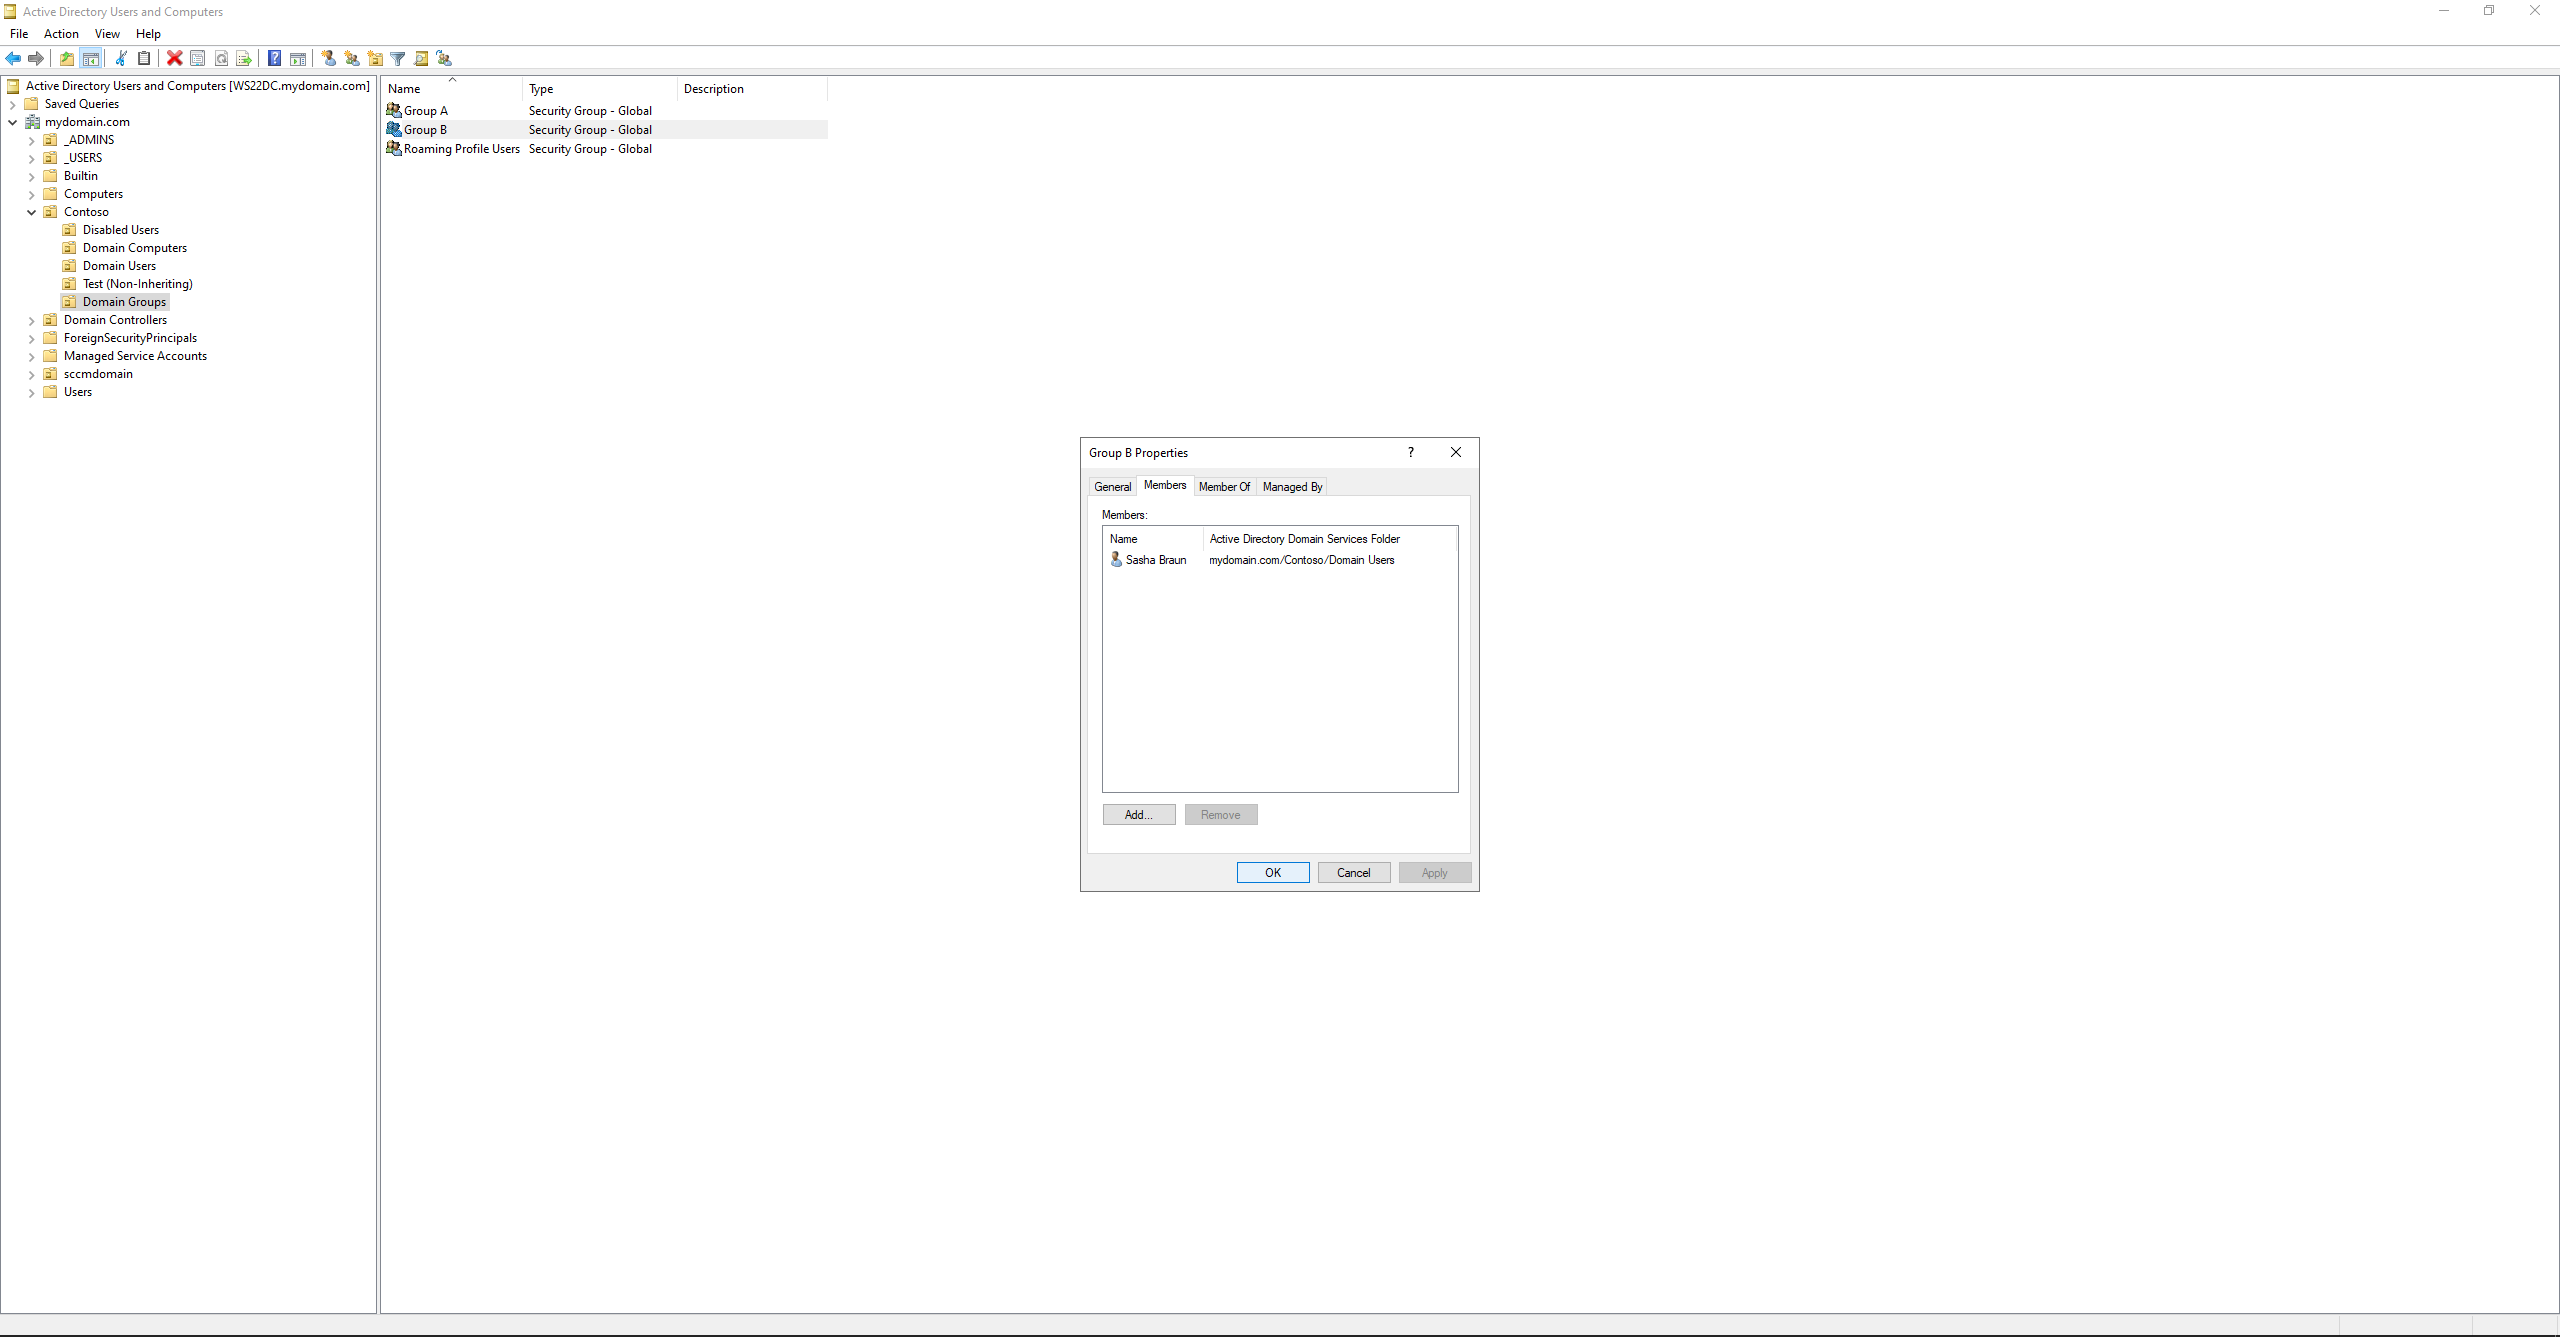 Active Directory Users and Computers
File Action View Help
Active Directory Users and Computers [WS22DC.mydomain.com]
Saved Queries
mydomain.com
_ADMINS
_USERS
Builtin
Computers
Contoso
Disabled Users
Domain Computers
Domain Users
Test (Non-Inheriting)
Domain Groups
Domain Controllers
ForeignSecurityPrincipals
Managed Service Accounts
sccmdomain
Users
Name Type Description
Group A Security Group - Global
Group B Security Group - Global
Roaming Profile Users Security Group - Global
Group B Properties
?
General Members Member Of Managed By
Members:
Name Active Directory Domain Services Folder
Sasha Braun mydomain.com/Contoso/Domain Users
Add... Remove
OK Cancel Apply